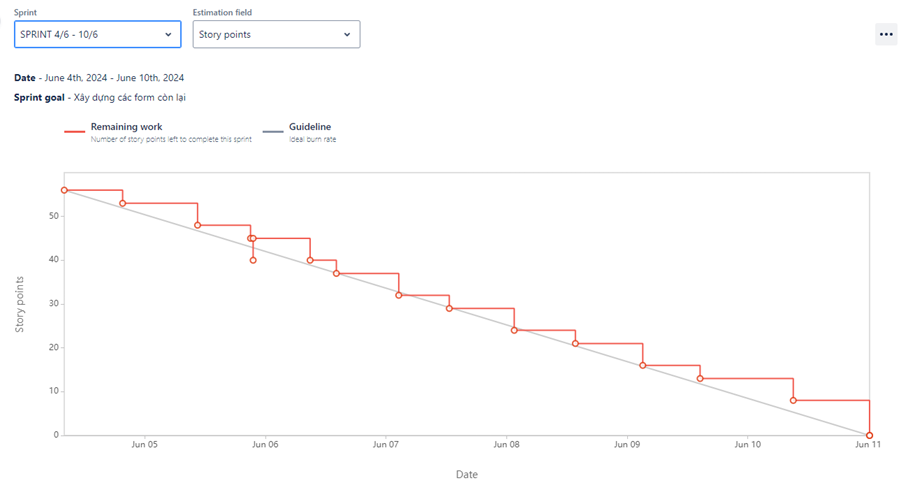 Sprint
Estimation field
SPRINT 4/6 - 10/6
Story points
Date - June 4th, 2024 - June 10th, 2024
Sprint goal - Xây dựng các form còn lại
Remaining work
Number of story points left to complete this sprint
Guideline
Ideal burn rate
50
40
30
20
10
0
Story points
Jun 05
Jun 06
Jun 07
Jun 08
Jun 09
Jun 10
Jun 11
Date